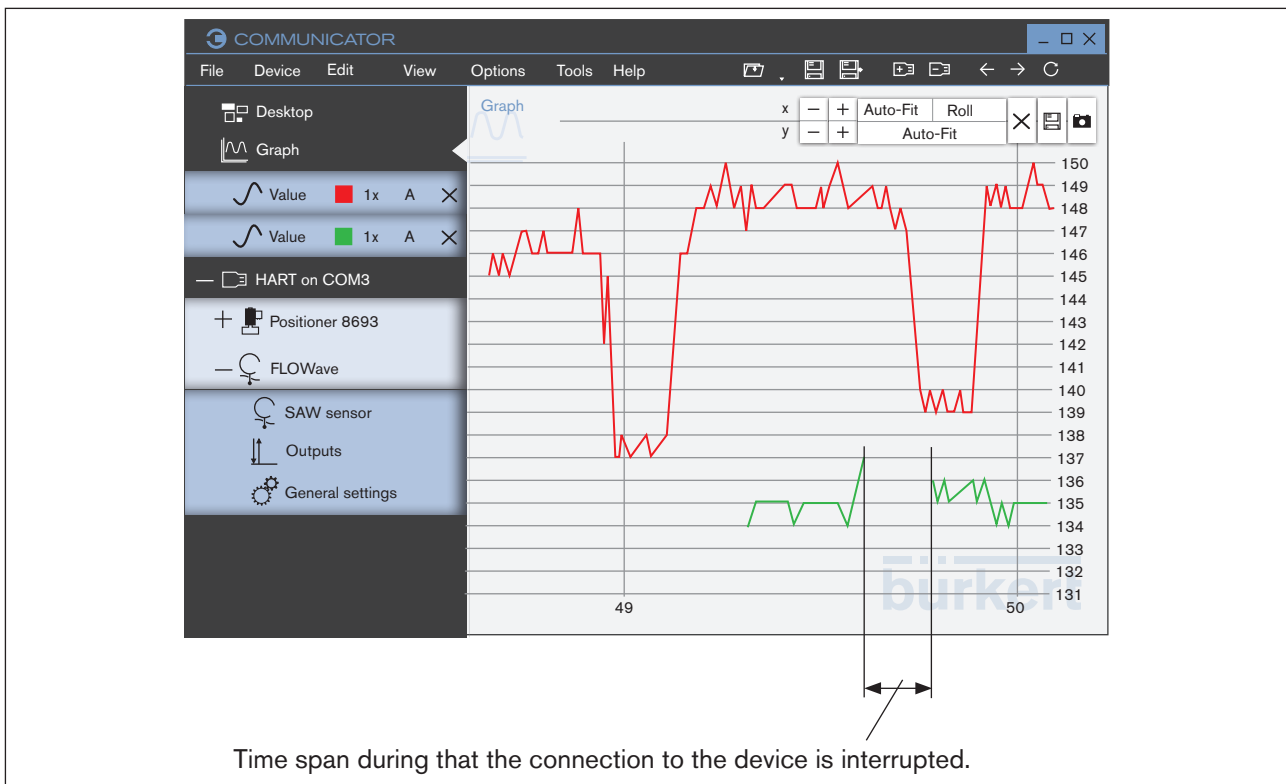 COMMUNICATOR
File Device Edit View Options Tools Help
Desktop
Graph
Value 1x A
Value 1x A
HART on COM3
Positioner 8693
FLOWave
SAW sensor
Outputs
General settings
Graph
x − + Auto-Fit Roll
y − + Auto-Fit
150
149
148
147
146
145
144
143
142
141
140
139
138
137
136
135
134
133
132
131
bürkert
49 50
Time span during that the connection to the device is interrupted.